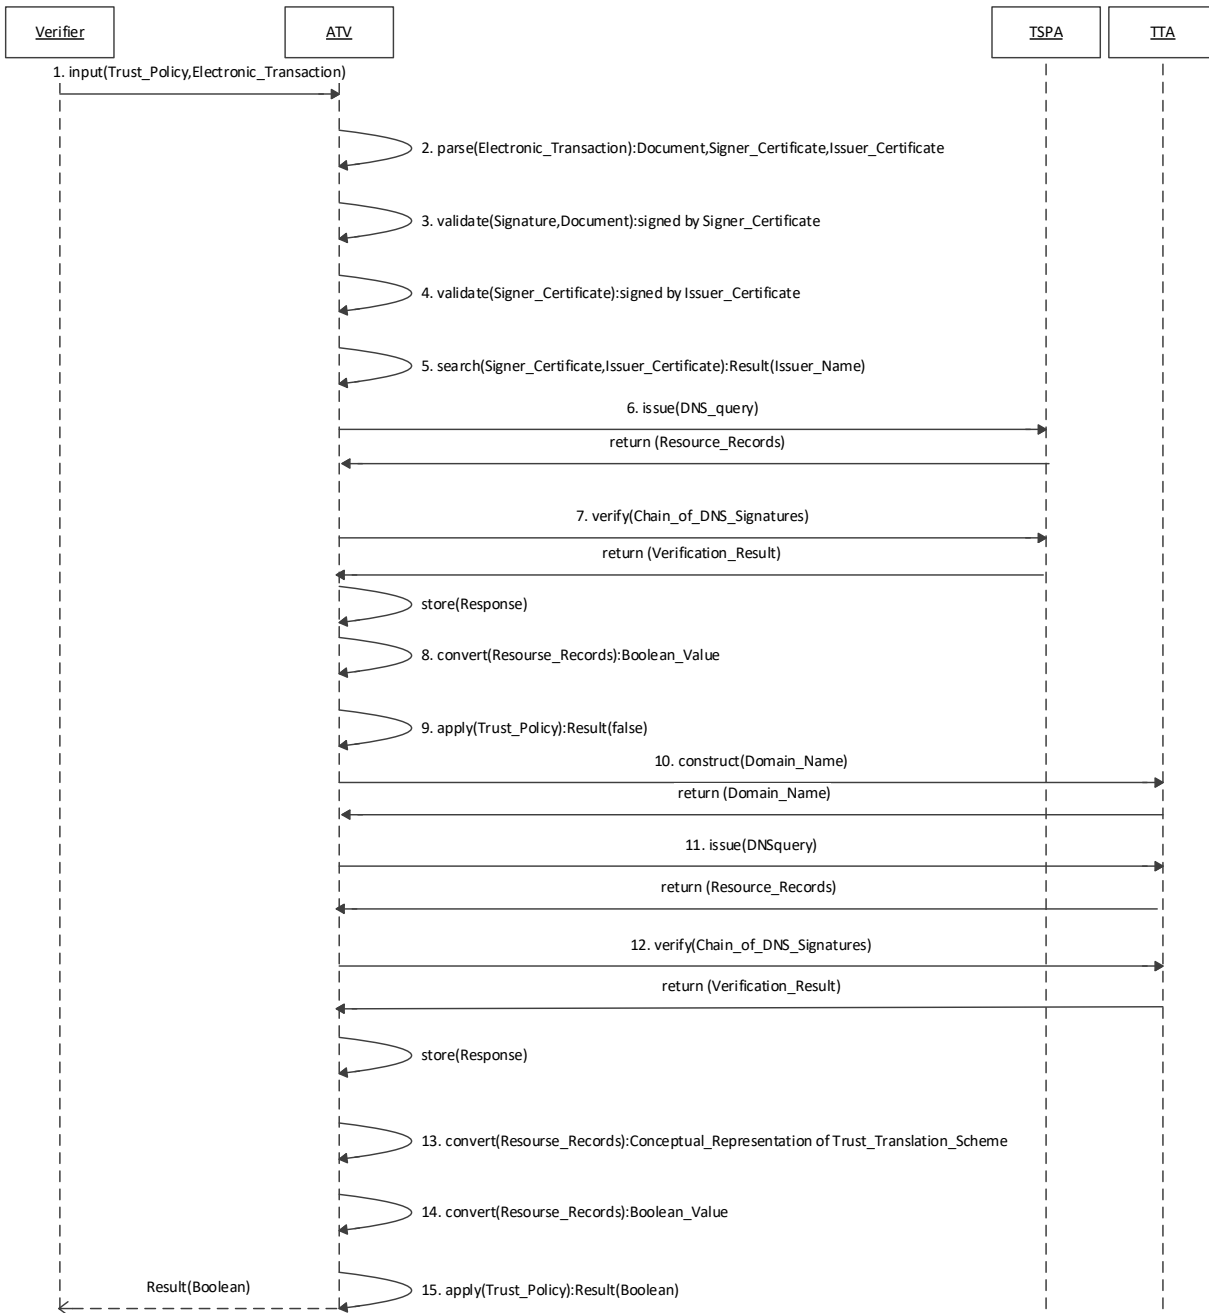 Verifier
ATV
TSPA
TTA
1. input(Trust_Policy,Electronic_Transaction)
2. parse(Electronic_Transaction):Document,Signer_Certificate,Issuer_Certificate
3. validate(Signature,Document):signed by Signer_Certificate
4. validate(Signer_Certificate):signed by Issuer_Certificate
5. search(Signer_Certificate,Issuer_Certificate):Result(Issuer_Name)
6. issue(DNS_query)
return (Resource_Records)
7. verify(Chain_of_DNS_Signatures)
return (Verification_Result)
store(Response)
8. convert(Resourse_Records):Boolean_Value
9. apply(Trust_Policy):Result(false)
10. construct(Domain_Name)
return (Domain_Name)
11. issue(DNSquery)
return (Resource_Records)
12. verify(Chain_of_DNS_Signatures)
return (Verification_Result)
store(Response)
13. convert(Resourse_Records):Conceptual_Representation of Trust_Translation_Scheme
14. convert(Resourse_Records):Boolean_Value
Result(Boolean)
15. apply(Trust_Policy):Result(Boolean)